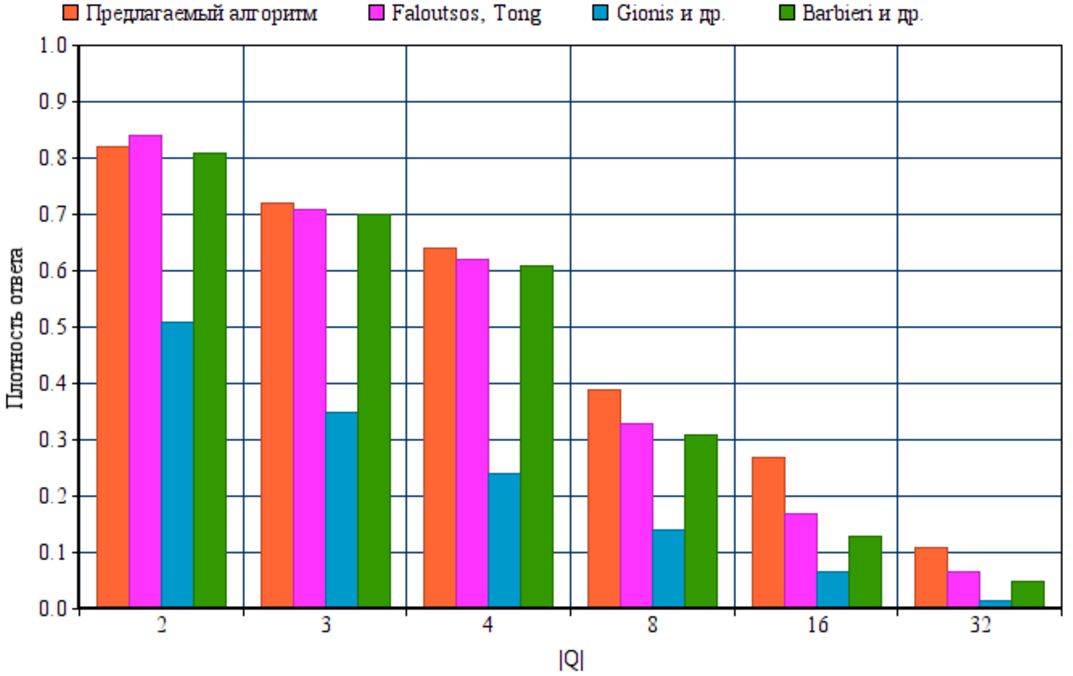 Предлагаемый алгоритм Faloutsos, Tong Gionis и др. Barbieri и др.
1.0
0.9
0.8
0.7
0.6
0.5
0.4
0.3
0.2
0.1
0.0
Плотность ответа
2 3 4 8 16 32
|Q|